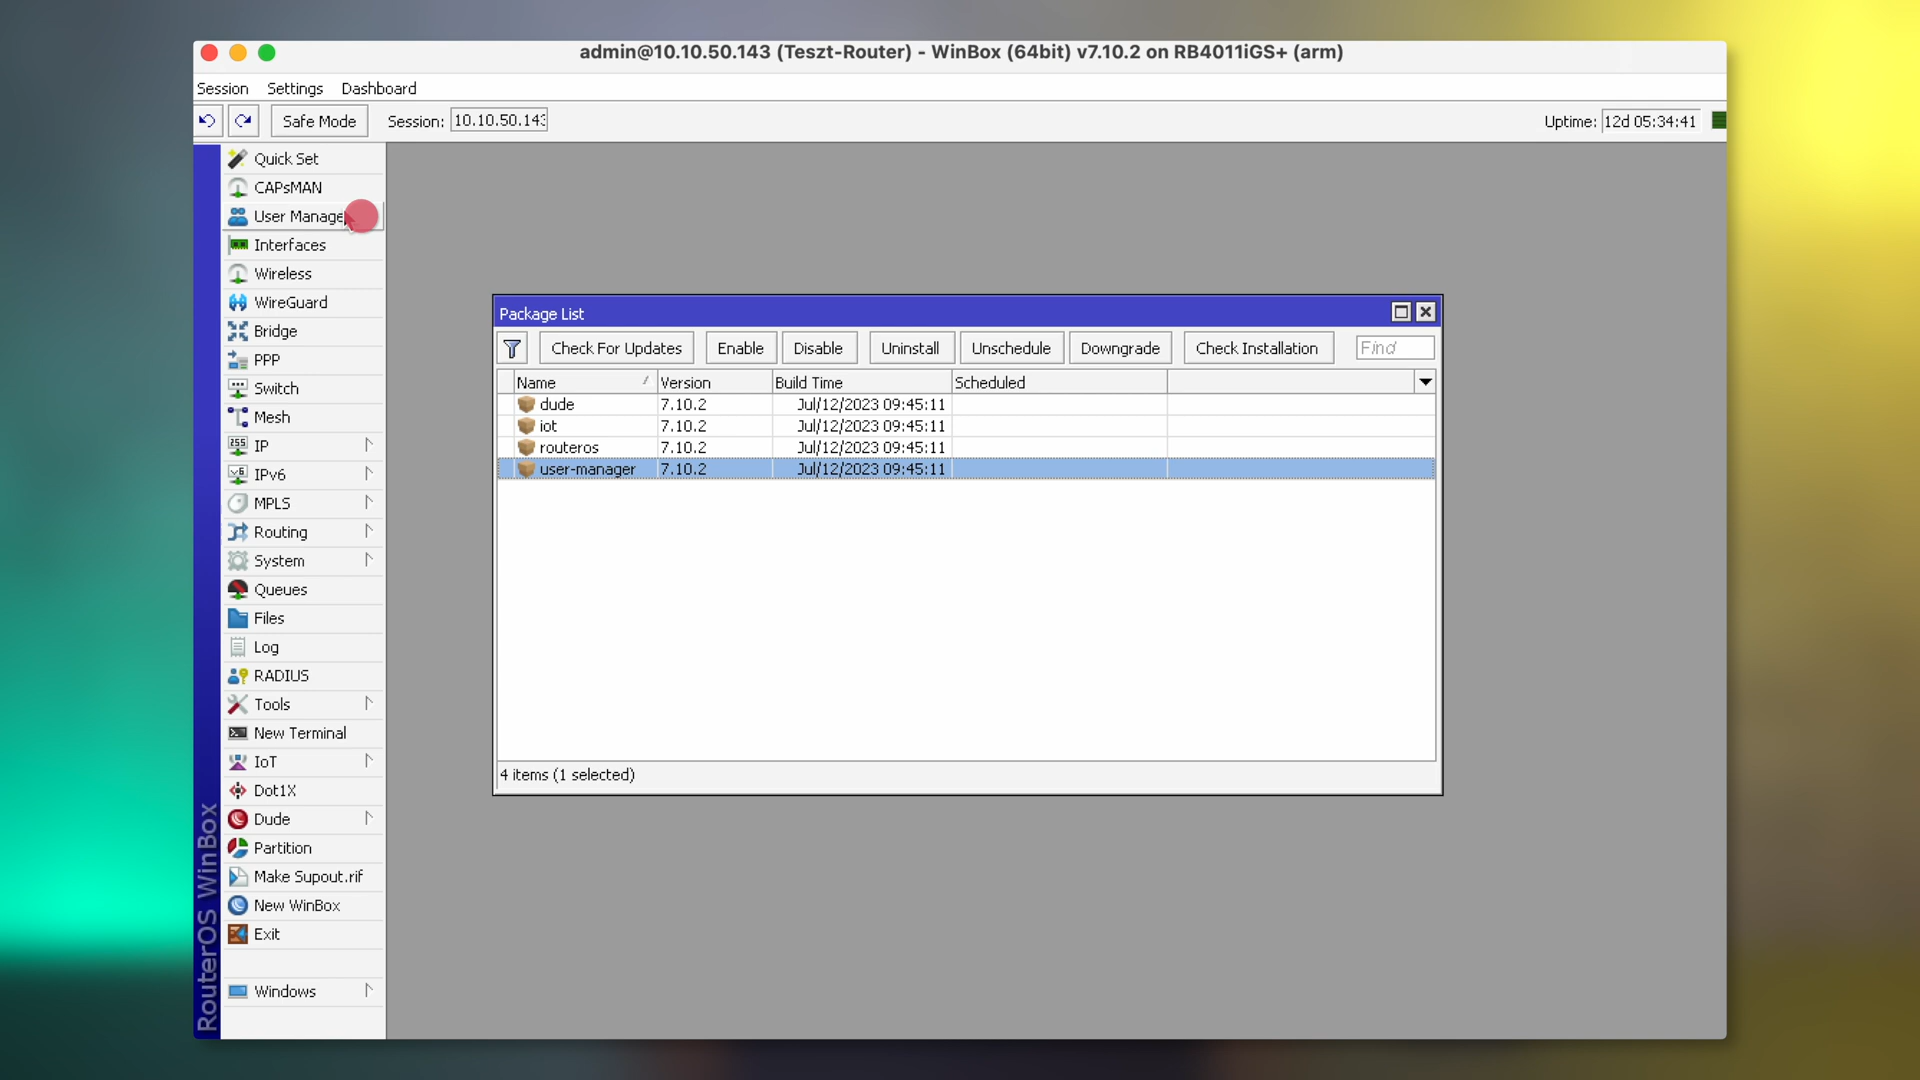 admin@10.10.50.143 (Teszt-Router) - WinBox (64bit) v7.10.2 on RB4011iGS+ (arm)
Session Settings Dashboard
Safe Mode Session: 10.10.50.143 Uptime: 12d 05:34:41
Quick Set
CAPsMAN
User Manage
Interfaces
Wireless
WireGuard
Bridge
PPP
Switch
Mesh
IP
IPv6
MPLS
Routing
System
Queues
Files
Log
RADIUS
Tools
New Terminal
IoT
Dot1X
Dude
Partition
Make Supout.rif
New WinBox
Exit
Windows
RouterOS WinBox
Package List
Check For Updates Enable Disable Uninstall Unschedule Downgrade Check Installation Find
Name Version Build Time Scheduled
dude 7.10.2 Jul/12/2023 09:45:11
iot 7.10.2 Jul/12/2023 09:45:11
routeros 7.10.2 Jul/12/2023 09:45:11
user-manager 7.10.2 Jul/12/2023 09:45:11
4 items (1 selected)